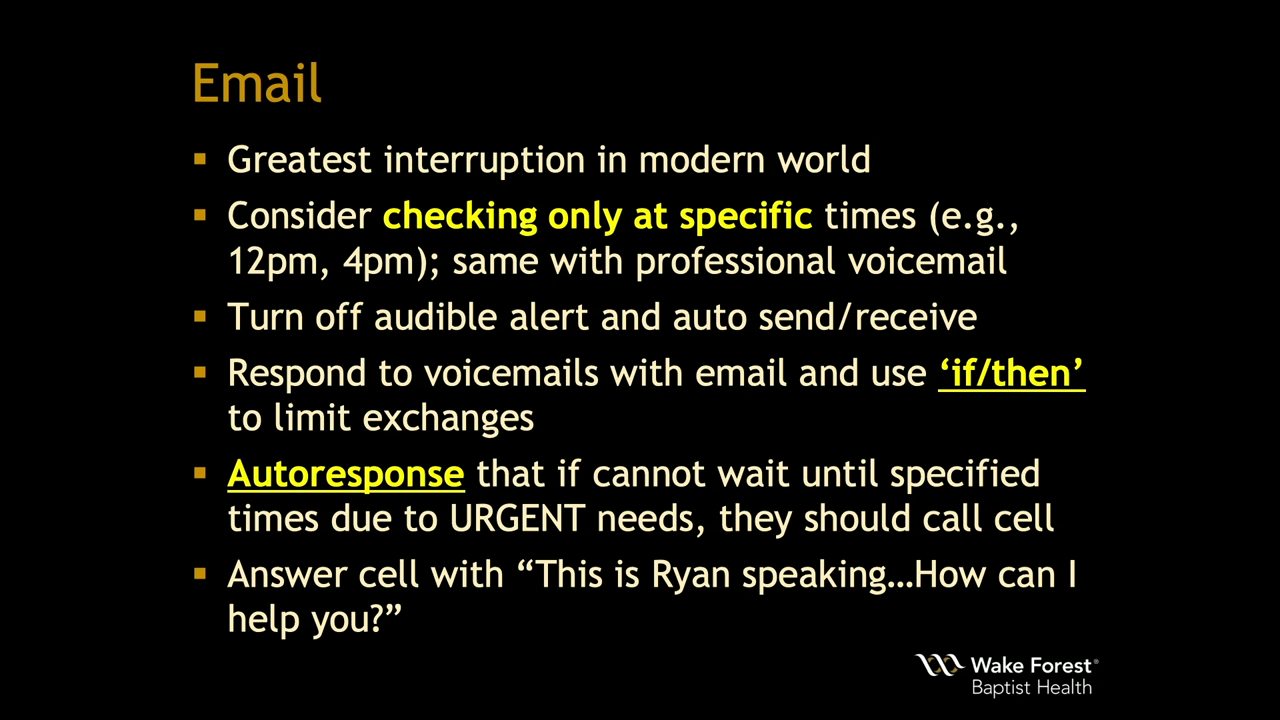 Email
▪ Greatest interruption in modern world
▪ Consider checking only at specific times (e.g.,
12pm, 4pm); same with professional voicemail
▪ Turn off audible alert and auto send/receive
▪ Respond to voicemails with email and use ‘if/then’
to limit exchanges
▪ Autoresponse that if cannot wait until specified
times due to URGENT needs, they should call cell
▪ Answer cell with “This is Ryan speaking…How can I
help you?”
Wake Forest®
Baptist Health